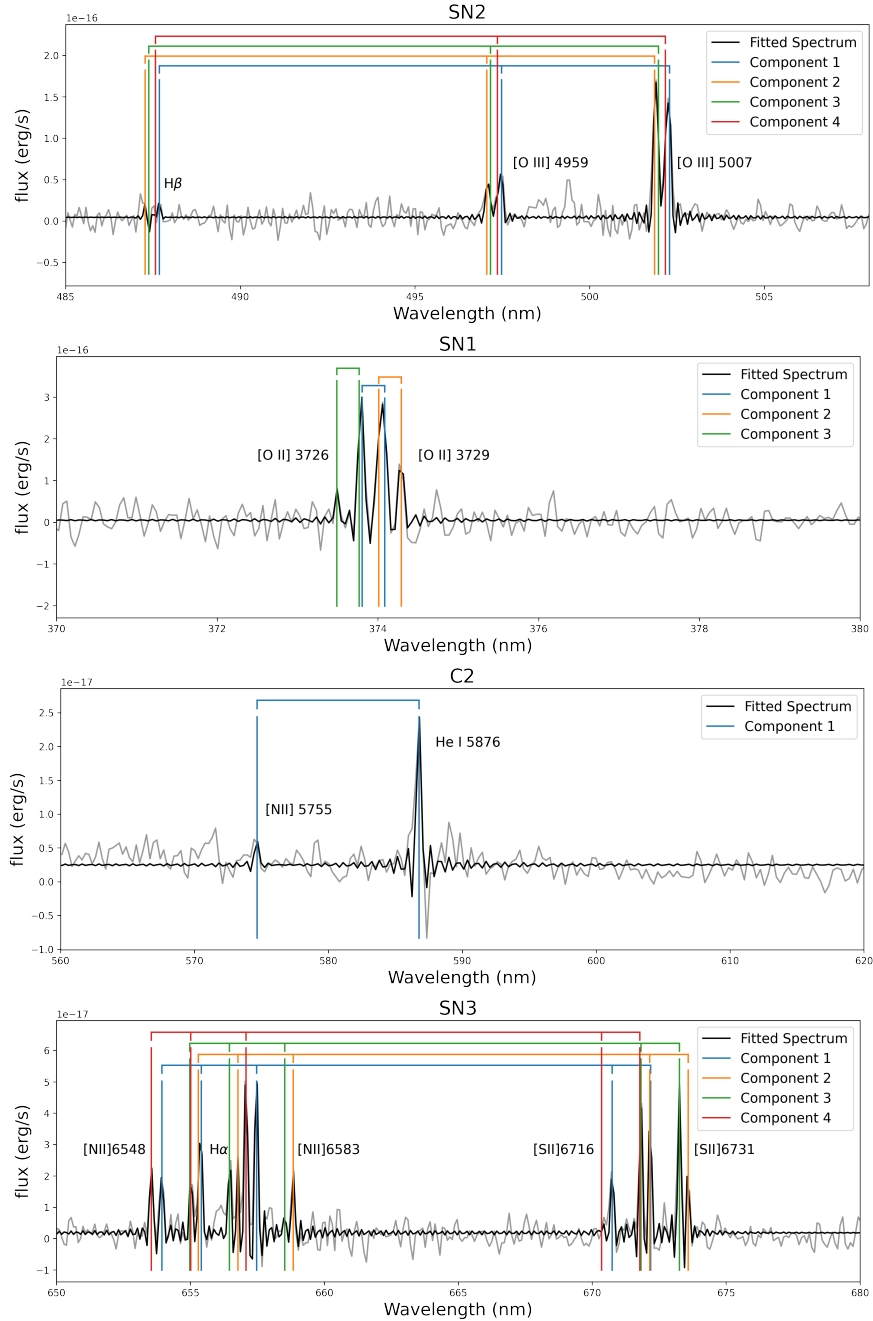 SN2
1e−16
flux (erg/s)
2.0
1.5
1.0
0.5
0.0
−0.5
Hβ
[O III] 4959
[O III] 5007
Fitted Spectrum
Component 1
Component 2
Component 3
Component 4
485 490 495 500 505
Wavelength (nm)
SN1
1e−16
flux (erg/s)
3
2
1
0
−1
−2
[O II] 3726
[O II] 3729
Fitted Spectrum
Component 1
Component 2
Component 3
370 372 374 376 378 380
Wavelength (nm)
C2
1e−17
flux (erg/s)
2.5
2.0
1.5
1.0
0.5
0.0
−0.5
−1.0
[NII] 5755
He I 5876
Fitted Spectrum
Component 1
560 570 580 590 600 610 620
Wavelength (nm)
SN3
1e−17
flux (erg/s)
6
5
4
3
2
1
0
−1
[NII]6548
Hα
[NII]6583
[SII]6716
[SII]6731
Fitted Spectrum
Component 1
Component 2
Component 3
Component 4
650 655 660 665 670 675 680
Wavelength (nm)